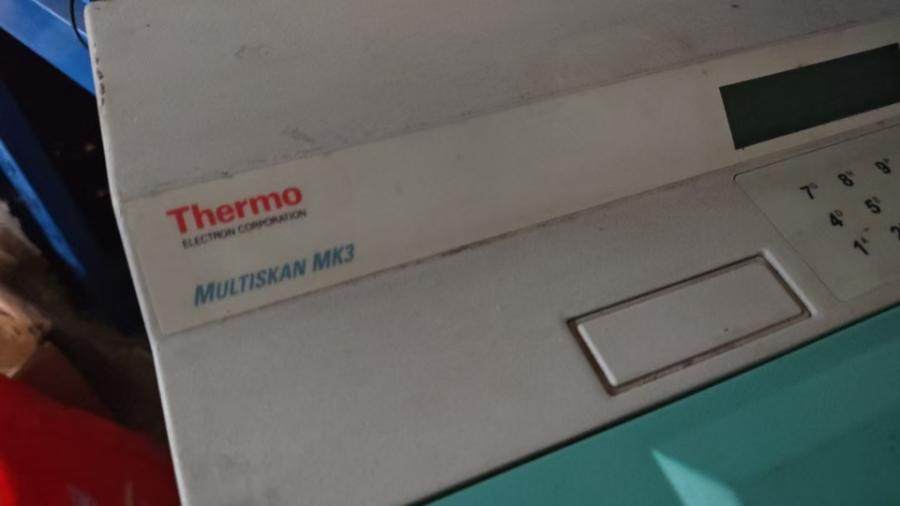 Thermo
ELECTRON CORPORATION
MULTISKAN MK3
7 8 9
4 5
1